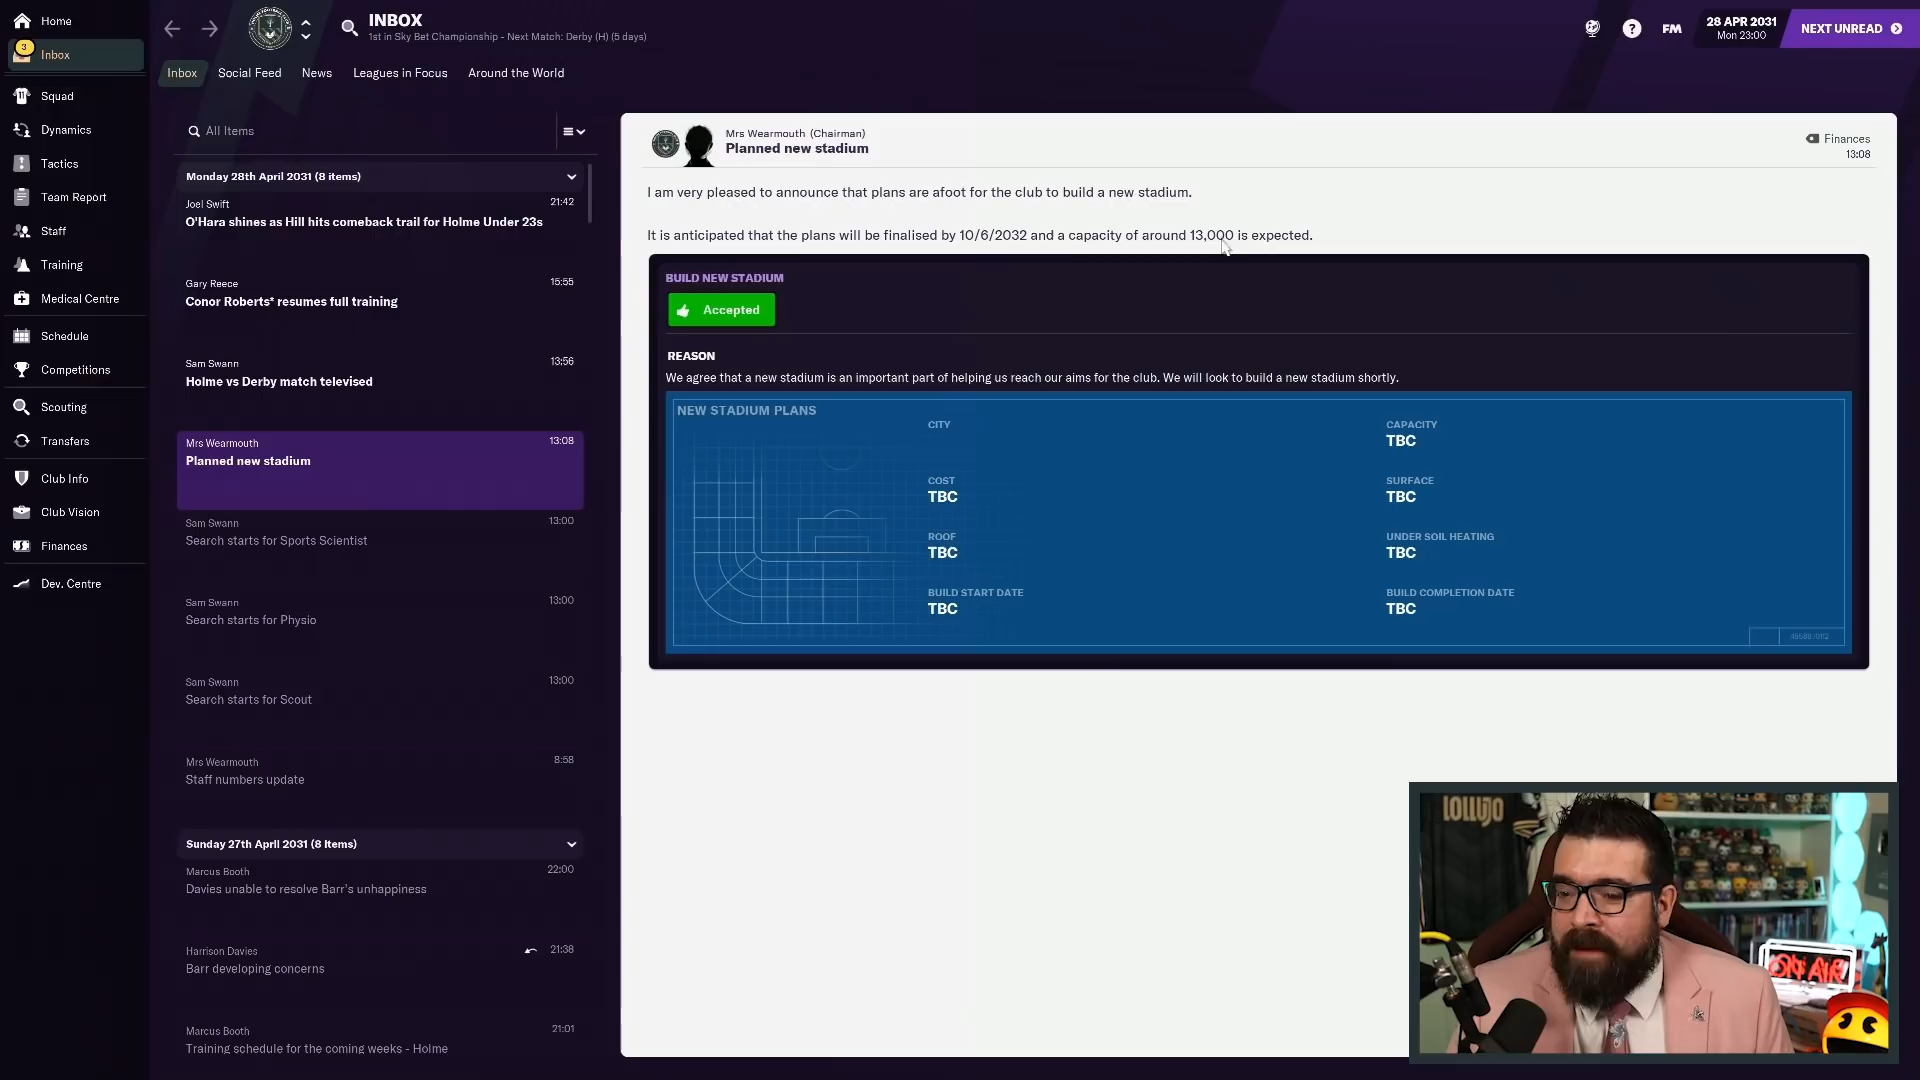 Home
3
Inbox
Squad
Dynamics
Tactics
Team Report
Staff
Training
Medical Centre
Schedule
Competitions
Scouting
Transfers
Club Info
Club Vision
Finances
Dev. Centre
INBOX
1st in Sky Bet Championship - Next Match: Derby (H) (5 days)
?
FM
28 APR 2031
Mon 23:00
NEXT UNREAD
Inbox
Social Feed
News
Leagues in Focus
Around the World
All Items
Monday 28th April 2031 (8 items)
Joel Swift 21:42
O'Hara shines as Hill hits comeback trail for Holme Under 23s
Gary Reece 15:55
Conor Roberts* resumes full training
Sam Swann 13:56
Holme vs Derby match televised
Mrs Wearmouth 13:08
Planned new stadium
Sam Swann 13:00
Search starts for Sports Scientist
Sam Swann 13:00
Search starts for Physio
Sam Swann 13:00
Search starts for Scout
Mrs Wearmouth 8:58
Staff numbers update
Sunday 27th April 2031 (8 items)
Marcus Booth 22:00
Davies unable to resolve Barr's unhappiness
Harrison Davies 21:38
Barr developing concerns
Marcus Booth 21:01
Training schedule for the coming weeks - Holme
Mrs Wearmouth (Chairman)
Planned new stadium
Finances
13:08
I am very pleased to announce that plans are afoot for the club to build a new stadium.
It is anticipated that the plans will be finalised by 10/6/2032 and a capacity of around 13,000 is expected.
BUILD NEW STADIUM
Accepted
REASON
We agree that a new stadium is an important part of helping us reach our aims for the club. We will look to build a new stadium shortly.
NEW STADIUM PLANS
CITY
CAPACITY
TBC
COST
TBC
SURFACE
TBC
ROOF
TBC
UNDER SOIL HEATING
TBC
BUILD START DATE
TBC
BUILD COMPLETION DATE
TBC
lollujo
ON AIR